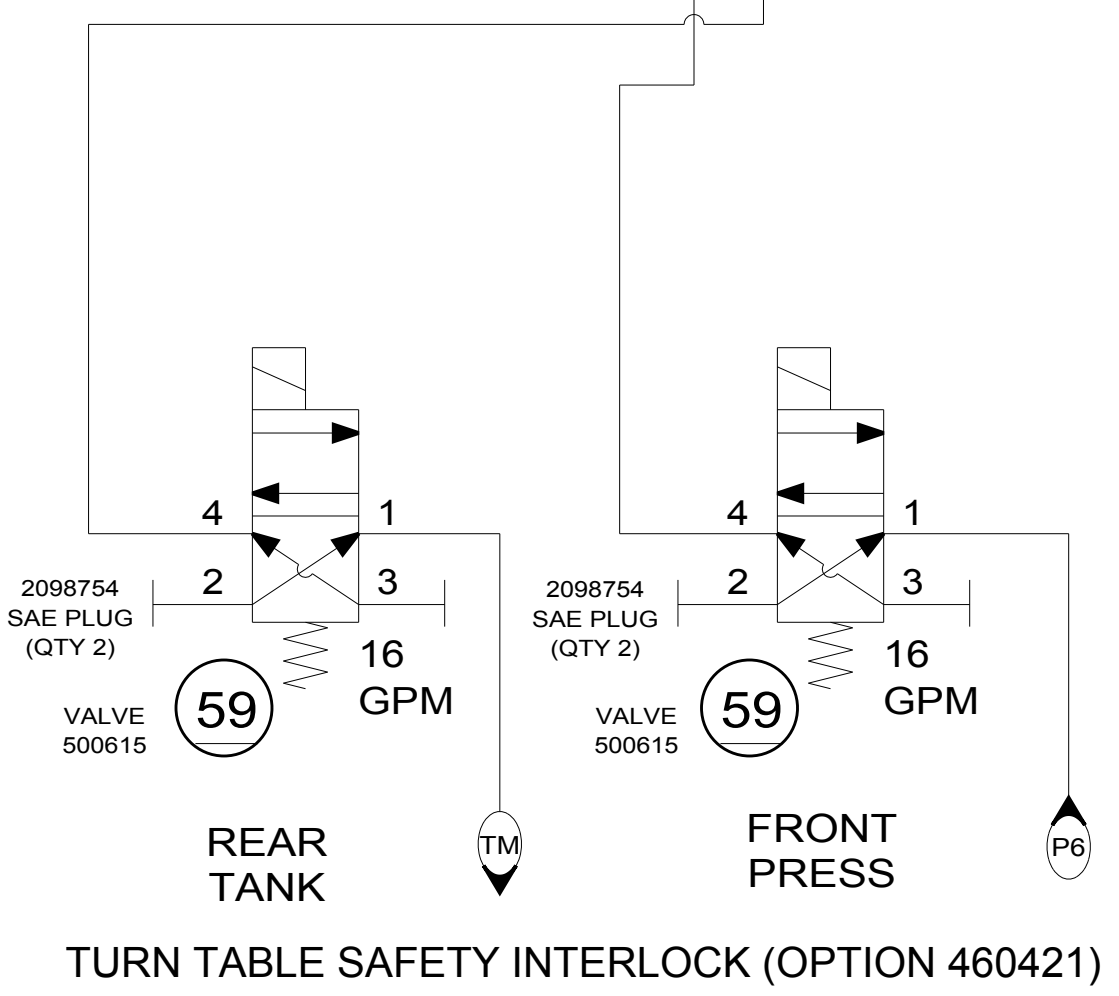 4
1
2
3
2098754
SAE PLUG
(QTY 2)
16
GPM
59
VALVE
500615
REAR
TANK
TM
4
1
2
3
2098754
SAE PLUG
(QTY 2)
16
GPM
59
VALVE
500615
FRONT
PRESS
P6
TURN TABLE SAFETY INTERLOCK (OPTION 460421)